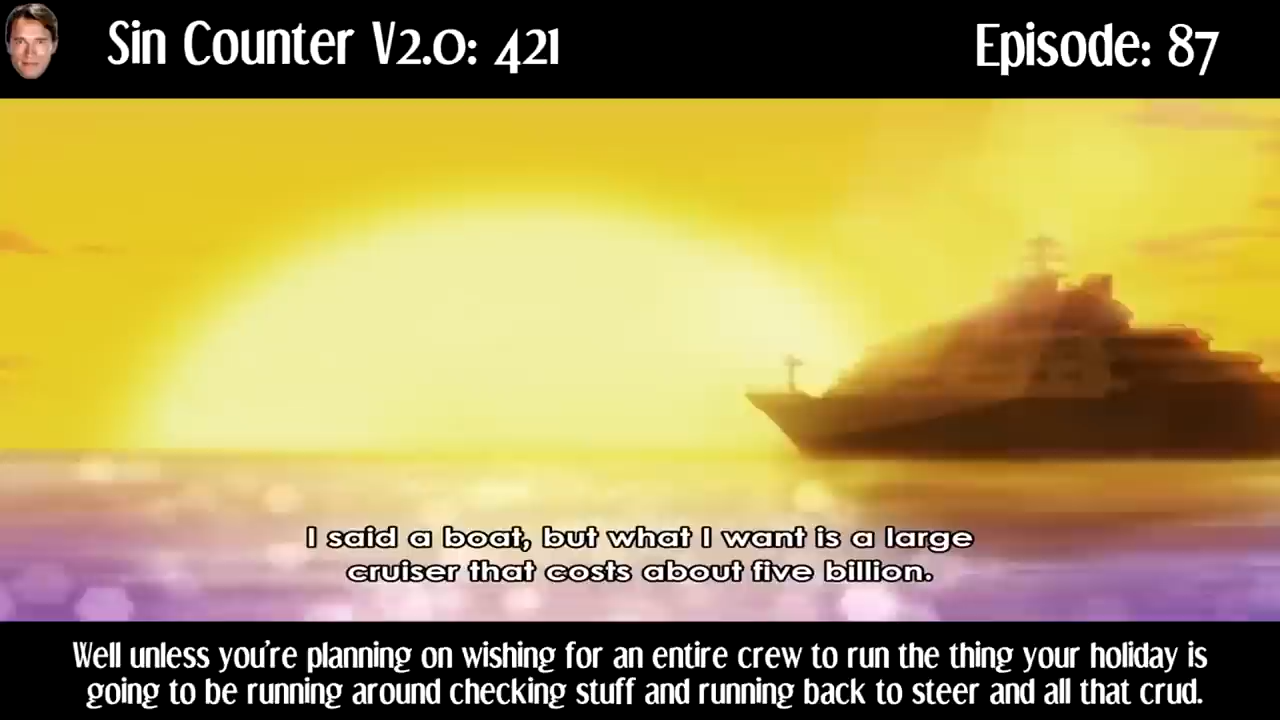 Sin Counter V2.0: 421
Episode: 87
I said a boat, but what I want is a large
cruiser that costs about five billion.
Well unless you're planning on wishing for an entire crew to run the thing your holiday is
going to be running around checking stuff and running back to steer and all that crud.